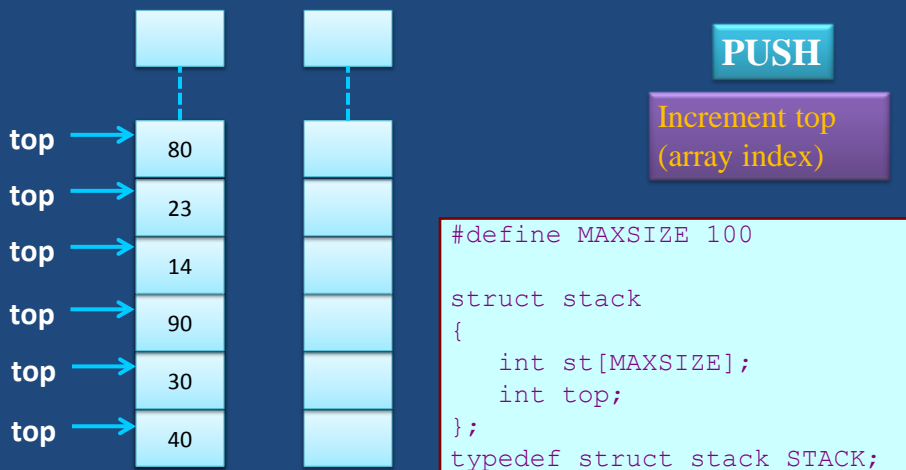 PUSH
Increment top
(array index)
top 80
top 23
top 14
top 90
top 30
top 40
#define MAXSIZE 100
struct stack
{
int st[MAXSIZE];
int top;
};
typedef struct stack STACK;